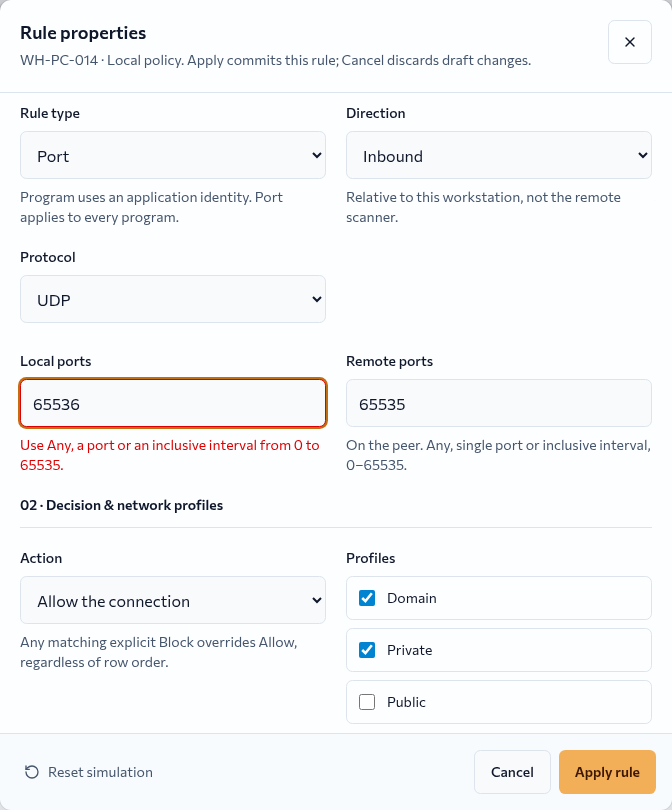 Rule properties
WH-PC-014 · Local policy. Apply commits this rule; Cancel discards draft changes.
Rule type
Port
Program uses an application identity. Port
applies to every program.
Direction
Inbound
Relative to this workstation, not the remote
scanner.
Protocol
UDP
Local ports
65536
Use Any, a port or an inclusive interval from 0 to
65535.
Remote ports
65535
On the peer. Any, single port or inclusive interval,
0–65535.
02 · Decision & network profiles
Action
Allow the connection
Any matching explicit Block overrides Allow,
regardless of row order.
Profiles
Domain
Private
Public
Reset simulation
Cancel
Apply rule